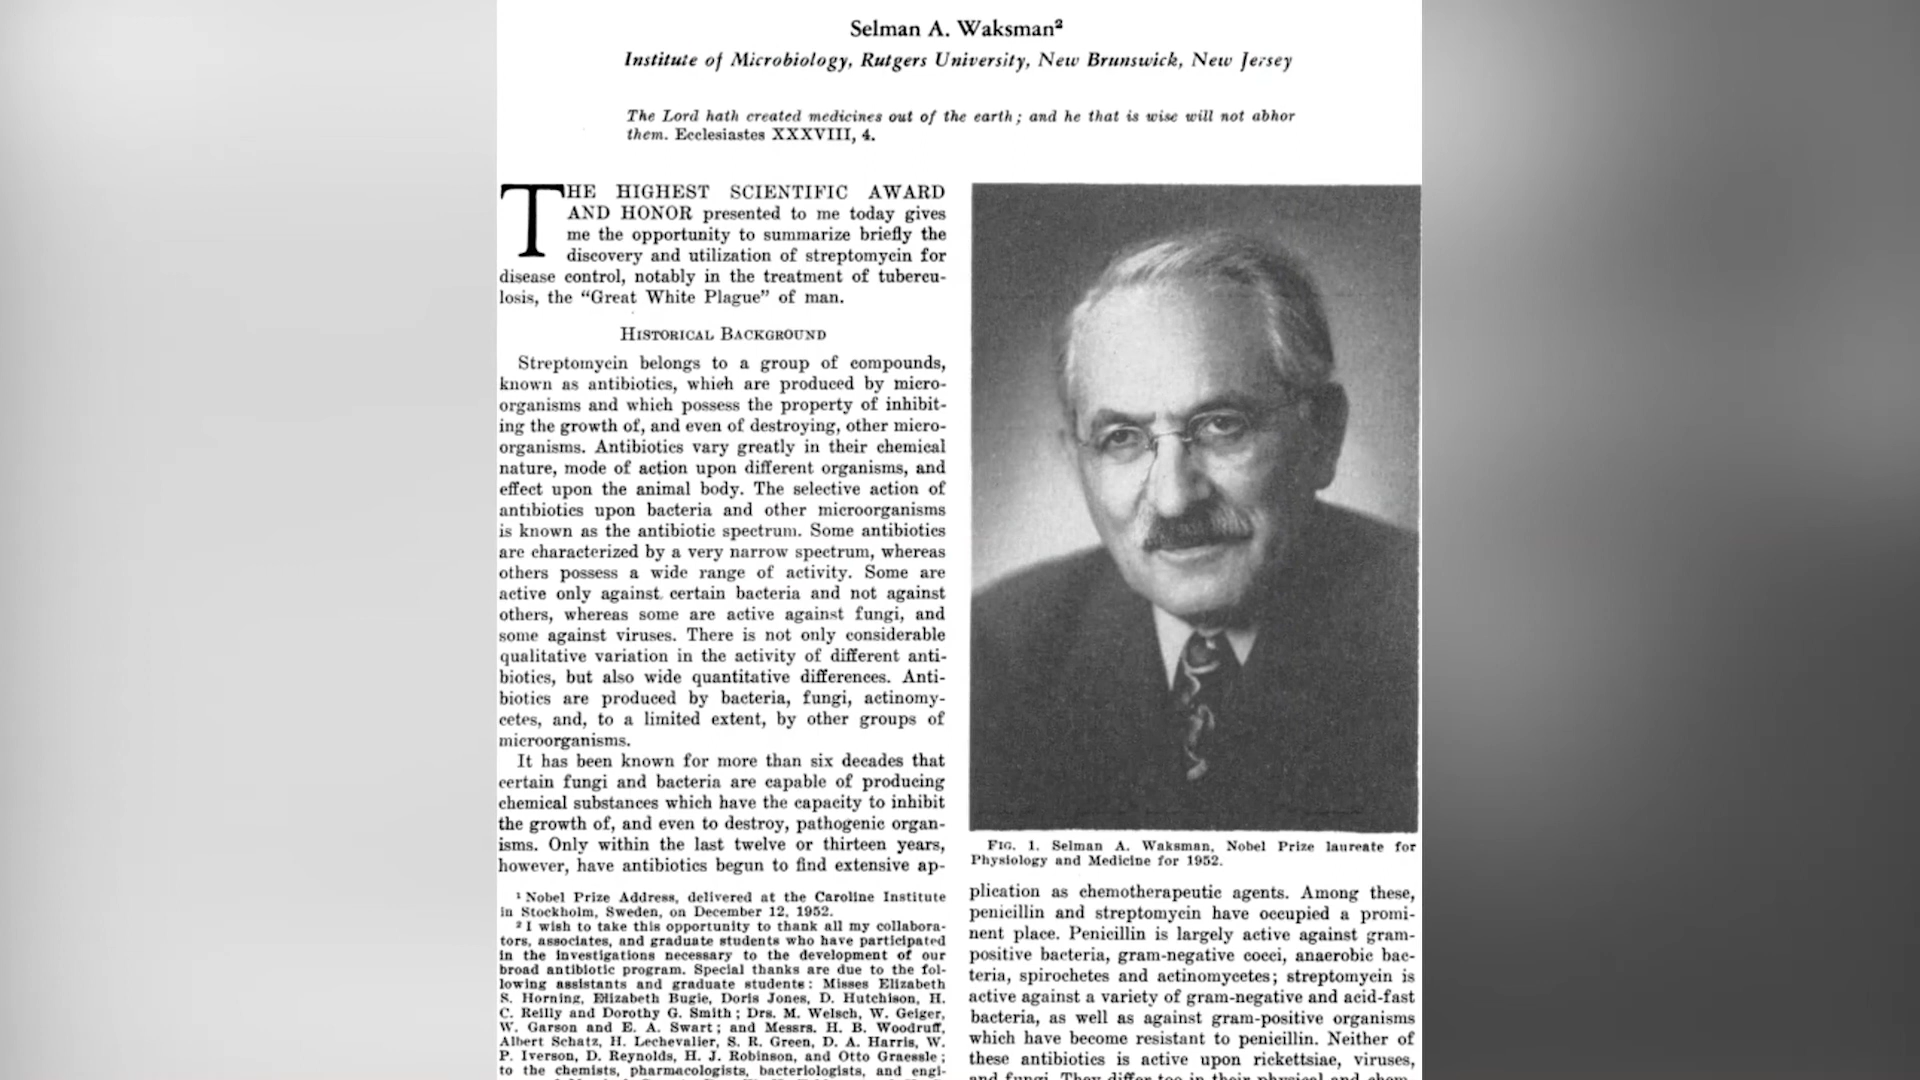 Selman A. Waksman²
Institute of Microbiology, Rutgers University, New Brunswick, New Jersey
The Lord hath created medicines out of the earth; and he that is wise will not abhor
them. Ecclesiastes XXXVIII, 4.
THE HIGHEST SCIENTIFIC AWARD
AND HONOR presented to me today gives
me the opportunity to summarize briefly the
discovery and utilization of streptomycin for
disease control, notably in the treatment of tubercu-
losis, the “Great White Plague” of man.
HISTORICAL BACKGROUND
Streptomycin belongs to a group of compounds,
known as antibiotics, which are produced by micro-
organisms and which possess the property of inhibit-
ing the growth of, and even of destroying, other micro-
organisms. Antibiotics vary greatly in their chemical
nature, mode of action upon different organisms, and
effect upon the animal body. The selective action of
antibiotics upon bacteria and other microorganisms
is known as the antibiotic spectrum. Some antibiotics
are characterized by a very narrow spectrum, whereas
others possess a wide range of activity. Some are
active only against certain bacteria and not against
others, whereas some are active against fungi, and
some against viruses. There is not only considerable
qualitative variation in the activity of different anti-
biotics, but also wide quantitative differences. Anti-
biotics are produced by bacteria, fungi, actinomy-
cetes, and, to a limited extent, by other groups of
microorganisms.
It has been known for more than six decades that
certain fungi and bacteria are capable of producing
chemical substances which have the capacity to inhibit
the growth of, and even to destroy, pathogenic organ-
isms. Only within the last twelve or thirteen years,
however, have antibiotics begun to find extensive ap-
¹ Nobel Prize Address, delivered at the Caroline Institute
in Stockholm, Sweden, on December 12, 1952.
² I wish to take this opportunity to thank all my collabora-
tors, associates, and graduate students who have participated
in the investigations necessary to the development of our
broad antibiotic program. Special thanks are due to the fol-
lowing assistants and graduate students: Misses Elizabeth
S. Horning, Elizabeth Bugie, Doris Jones, D. Hutchison, H.
C. Reilly and Dorothy G. Smith; Drs. M. Welsch, W. Geiger,
W. Garson and E. A. Swart; and Messrs. H. B. Woodruff,
Albert Schatz, H. Lechevalier, S. R. Green, D. A. Harris, W.
P. Iverson, D. Reynolds, H. J. Robinson, and Otto Graessle;
to the chemists, pharmacologists, bacteriologists, and engi-
FIG. 1. Selman A. Waksman, Nobel Prize laureate for
Physiology and Medicine for 1952.
plication as chemotherapeutic agents. Among these,
penicillin and streptomycin have occupied a promi-
nent place. Penicillin is largely active against gram-
positive bacteria, gram-negative cocci, anaerobic bac-
teria, spirochetes and actinomycetes; streptomycin is
active against a variety of gram-negative and acid-fast
bacteria, as well as against gram-positive organisms
which have become resistant to penicillin. Neither of
these antibiotics is active upon rickettsiae, viruses,
and fungi. They differ too in their physical and chem-